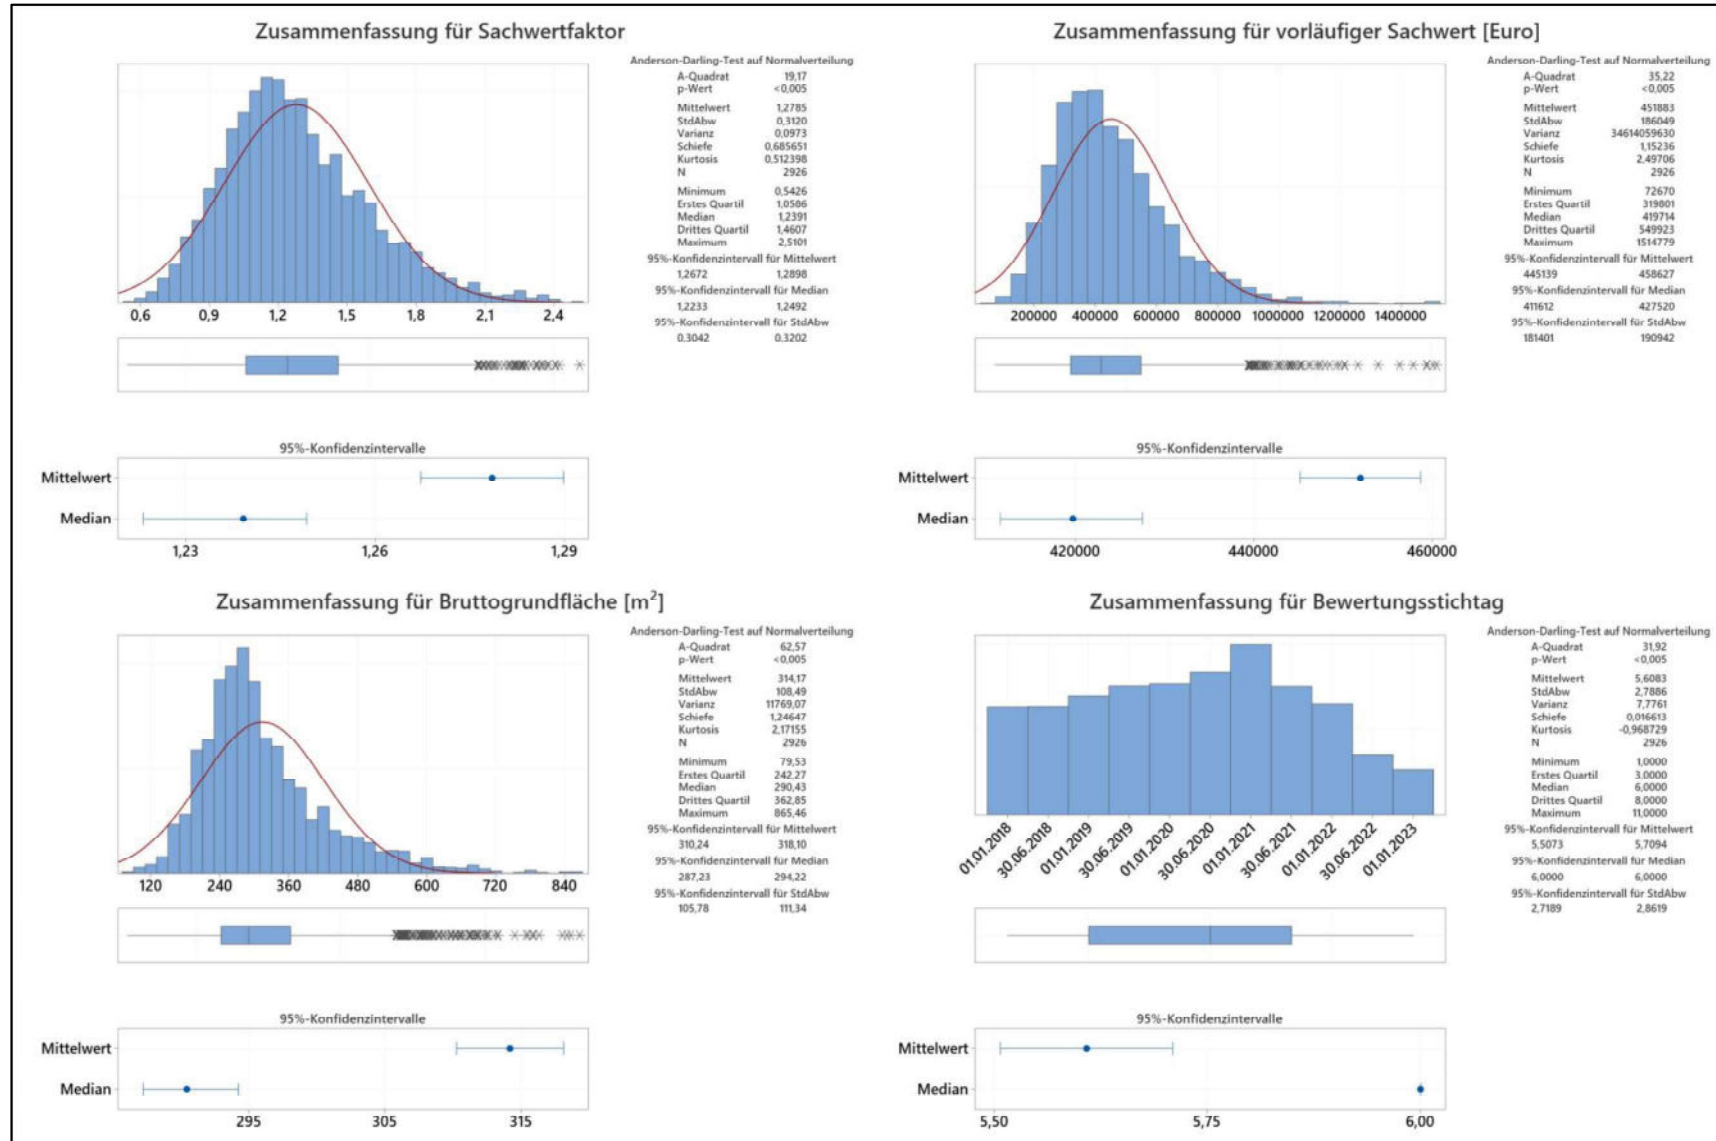 Zusammenfassung für Sachwertfaktor
Anderson-Darling-Test auf Normalverteilung
A-Quadrat 19,17
p-Wert <0,005
Mittelwert 1,2785
StdAbw 0,3120
Varianz 0,0973
Schiefe 0,685651
Kurtosis 0,512398
N 2926
Minimum 0,5426
Erstes Quartil 1,0586
Median 1,2391
Drittes Quartil 1,4607
Maximum 2,5101
95%-Konfidenzintervall für Mittelwert
1,2672 1,2898
95%-Konfidenzintervall für Median
1,2233 1,2492
95%-Konfidenzintervall für StdAbw
0,3042 0,3202
0,6 0,9 1,2 1,5 1,8 2,1 2,4
95%-Konfidenzintervalle
Mittelwert
Median
1,23 1,26 1,29
Zusammenfassung für vorläufiger Sachwert [Euro]
Anderson-Darling-Test auf Normalverteilung
A-Quadrat 35,22
p-Wert <0,005
Mittelwert 451883
StdAbw 186049
Varianz 34614059630
Schiefe 1,15236
Kurtosis 2,49706
N 2926
Minimum 72670
Erstes Quartil 319801
Median 419714
Drittes Quartil 549923
Maximum 1514779
95%-Konfidenzintervall für Mittelwert
445139 458627
95%-Konfidenzintervall für Median
411612 427520
95%-Konfidenzintervall für StdAbw
181401 190942
200000 400000 600000 800000 1000000 1200000 1400000
95%-Konfidenzintervalle
Mittelwert
Median
420000 440000 460000
Zusammenfassung für Bruttogrundfläche [m²]
Anderson-Darling-Test auf Normalverteilung
A-Quadrat 62,57
p-Wert <0,005
Mittelwert 314,17
StdAbw 108,49
Varianz 11769,07
Schiefe 1,24647
Kurtosis 2,17155
N 2926
Minimum 79,53
Erstes Quartil 242,27
Median 290,43
Drittes Quartil 362,85
Maximum 865,46
95%-Konfidenzintervall für Mittelwert
310,24 318,10
95%-Konfidenzintervall für Median
287,23 294,22
95%-Konfidenzintervall für StdAbw
105,78 111,34
120 240 360 480 600 720 840
95%-Konfidenzintervalle
Mittelwert
Median
295 305 315
Zusammenfassung für Bewertungsstichtag
Anderson-Darling-Test auf Normalverteilung
A-Quadrat 31,92
p-Wert <0,005
Mittelwert 5,6083
StdAbw 2,7886
Varianz 7,7761
Schiefe 0,016613
Kurtosis -0,968729
N 2926
Minimum 1,0000
Erstes Quartil 3,0000
Median 6,0000
Drittes Quartil 8,0000
Maximum 11,0000
95%-Konfidenzintervall für Mittelwert
5,5073 5,7094
95%-Konfidenzintervall für Median
6,0000 6,0000
95%-Konfidenzintervall für StdAbw
2,7189 2,8619
01.01.2018 30.06.2018 01.01.2019 30.06.2019 01.01.2020 30.06.2020 01.01.2021 30.06.2021 01.01.2022 30.06.2022 01.01.2023
95%-Konfidenzintervalle
Mittelwert
Median
5,50 5,75 6,00